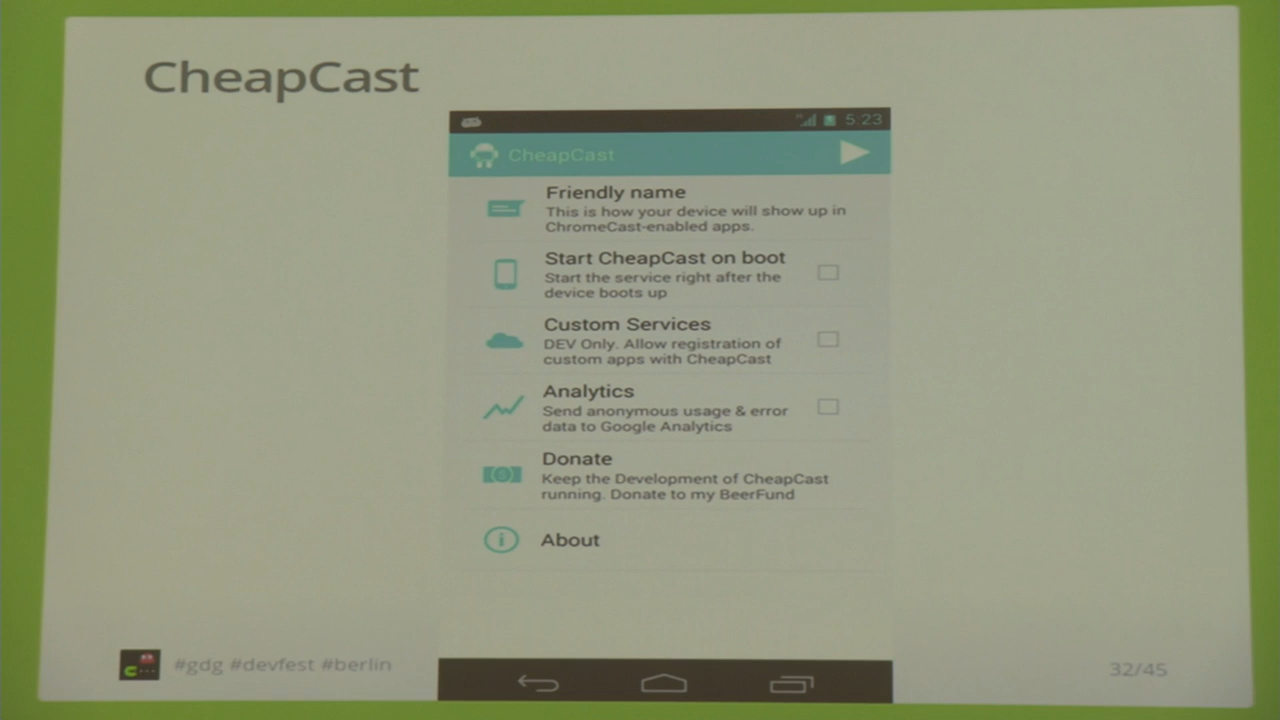 CheapCast
5:23
CheapCast
Friendly name
This is how your device will show up in
ChromeCast-enabled apps.
Start CheapCast on boot
Start the service right after the
device boots up
Custom Services
DEV Only. Allow registration of
custom apps with CheapCast
Analytics
Send anonymous usage & error
data to Google Analytics
Donate
Keep the Development of CheapCast
running. Donate to my BeerFund
About
#gdg #devfest #berlin
32/45